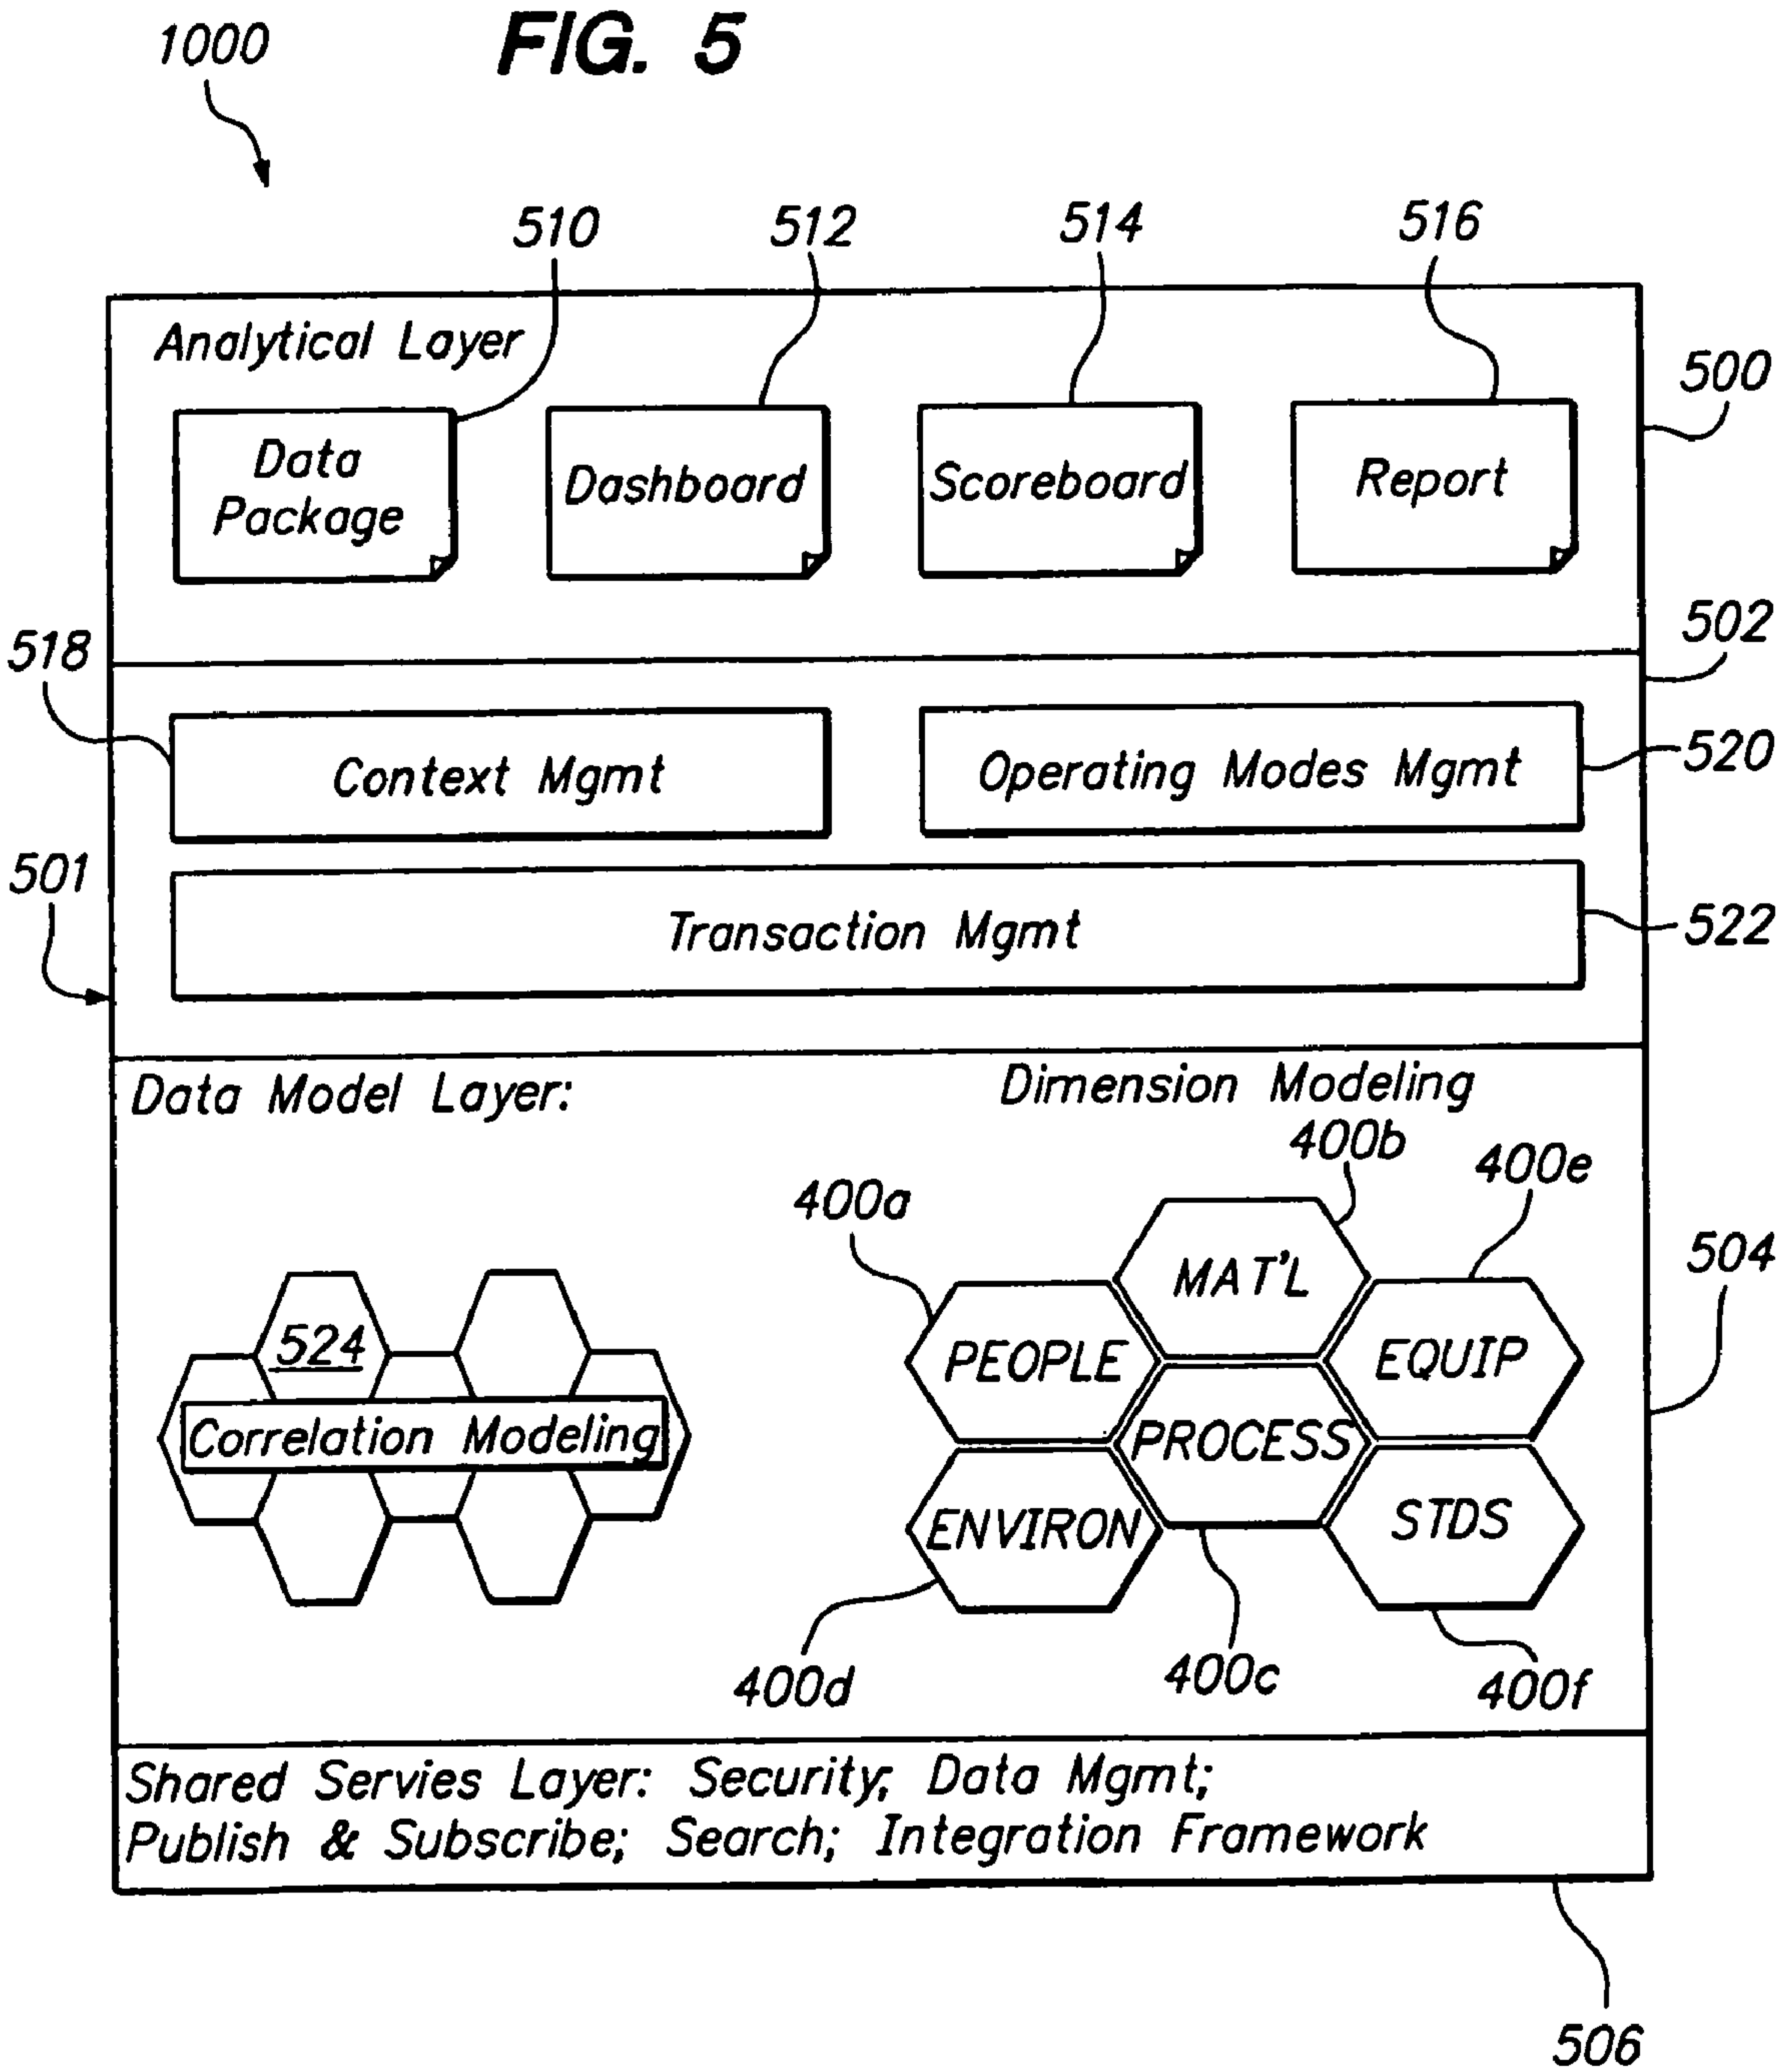 FIG. 5
1000
510
512
514
516
Analytical Layer
500
Data
Package
Dashboard
Scoreboard
Report
502
518
Context Mgmt
Operating Modes Mgmt
520
501
Transaction Mgmt
522
Data Model Layer:
Dimension Modeling
400b
400e
400a
MAT'L
504
524
PEOPLE
EQUIP
Correlation Modeling
PROCESS
ENVIRON
STDS
400d
400c
400f
Shared Servies Layer: Security; Data Mgmt;
Publish & Subscribe; Search; Integration Framework
506